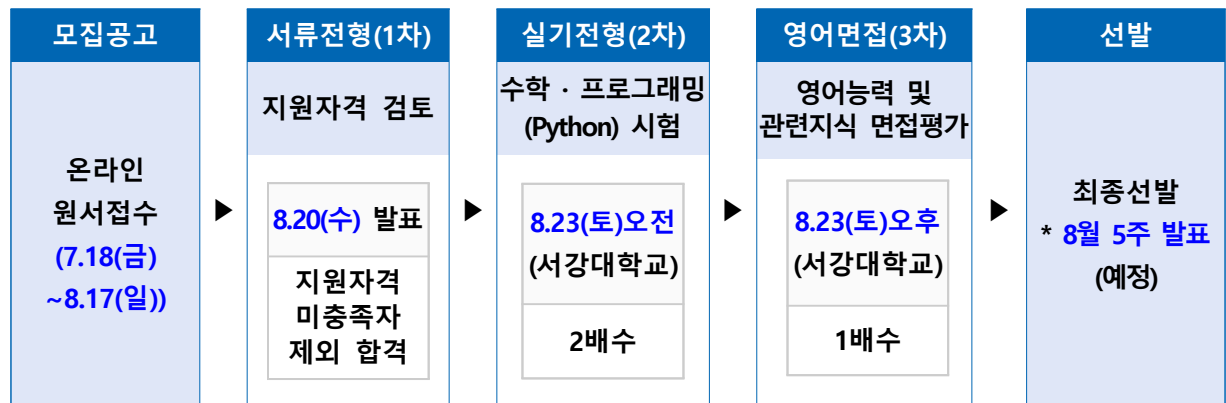 모집공고
온라인
원서접수
(7.18(금)
~8.17(일))
▶
서류전형(1차)
지원자격 검토
8.20(수) 발표
지원자격
미충족자
제외 합격
▶
실기전형(2차)
수학 · 프로그래밍
(Python) 시험
8.23(토)오전
(서강대학교)
2배수
▶
영어면접(3차)
영어능력 및
관련지식 면접평가
8.23(토)오후
(서강대학교)
1배수
▶
선발
최종선발
* 8월 5주 발표
(예정)